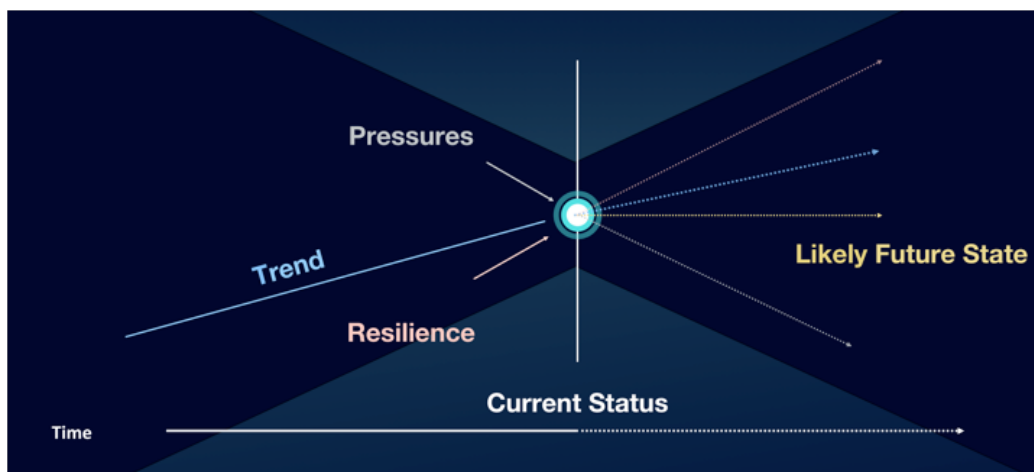 Pressures
Trend
Likely Future State
Resilience
Current Status
Time